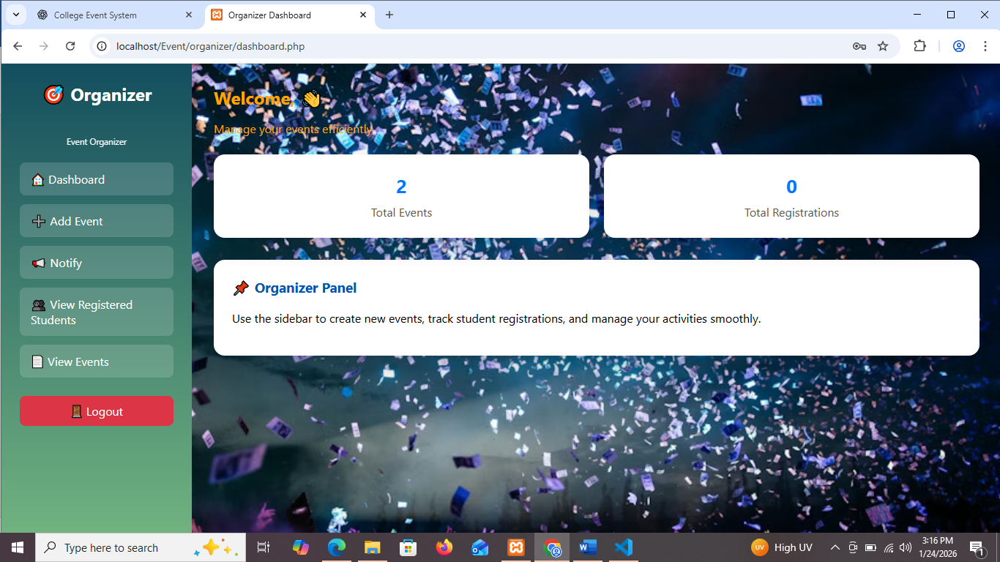 College Event System
Organizer Dashboard
localhost/Event/organizer/dashboard.php
Organizer
Event Organizer
Dashboard
Add Event
Notify
View Registered
Students
View Events
Logout
Welcome,
Manage your events efficiently.
2
Total Events
0
Total Registrations
Organizer Panel
Use the sidebar to create new events, track student registrations, and manage your activities smoothly.
Type here to search
UV
High UV
3:16 PM
1/24/2026
1